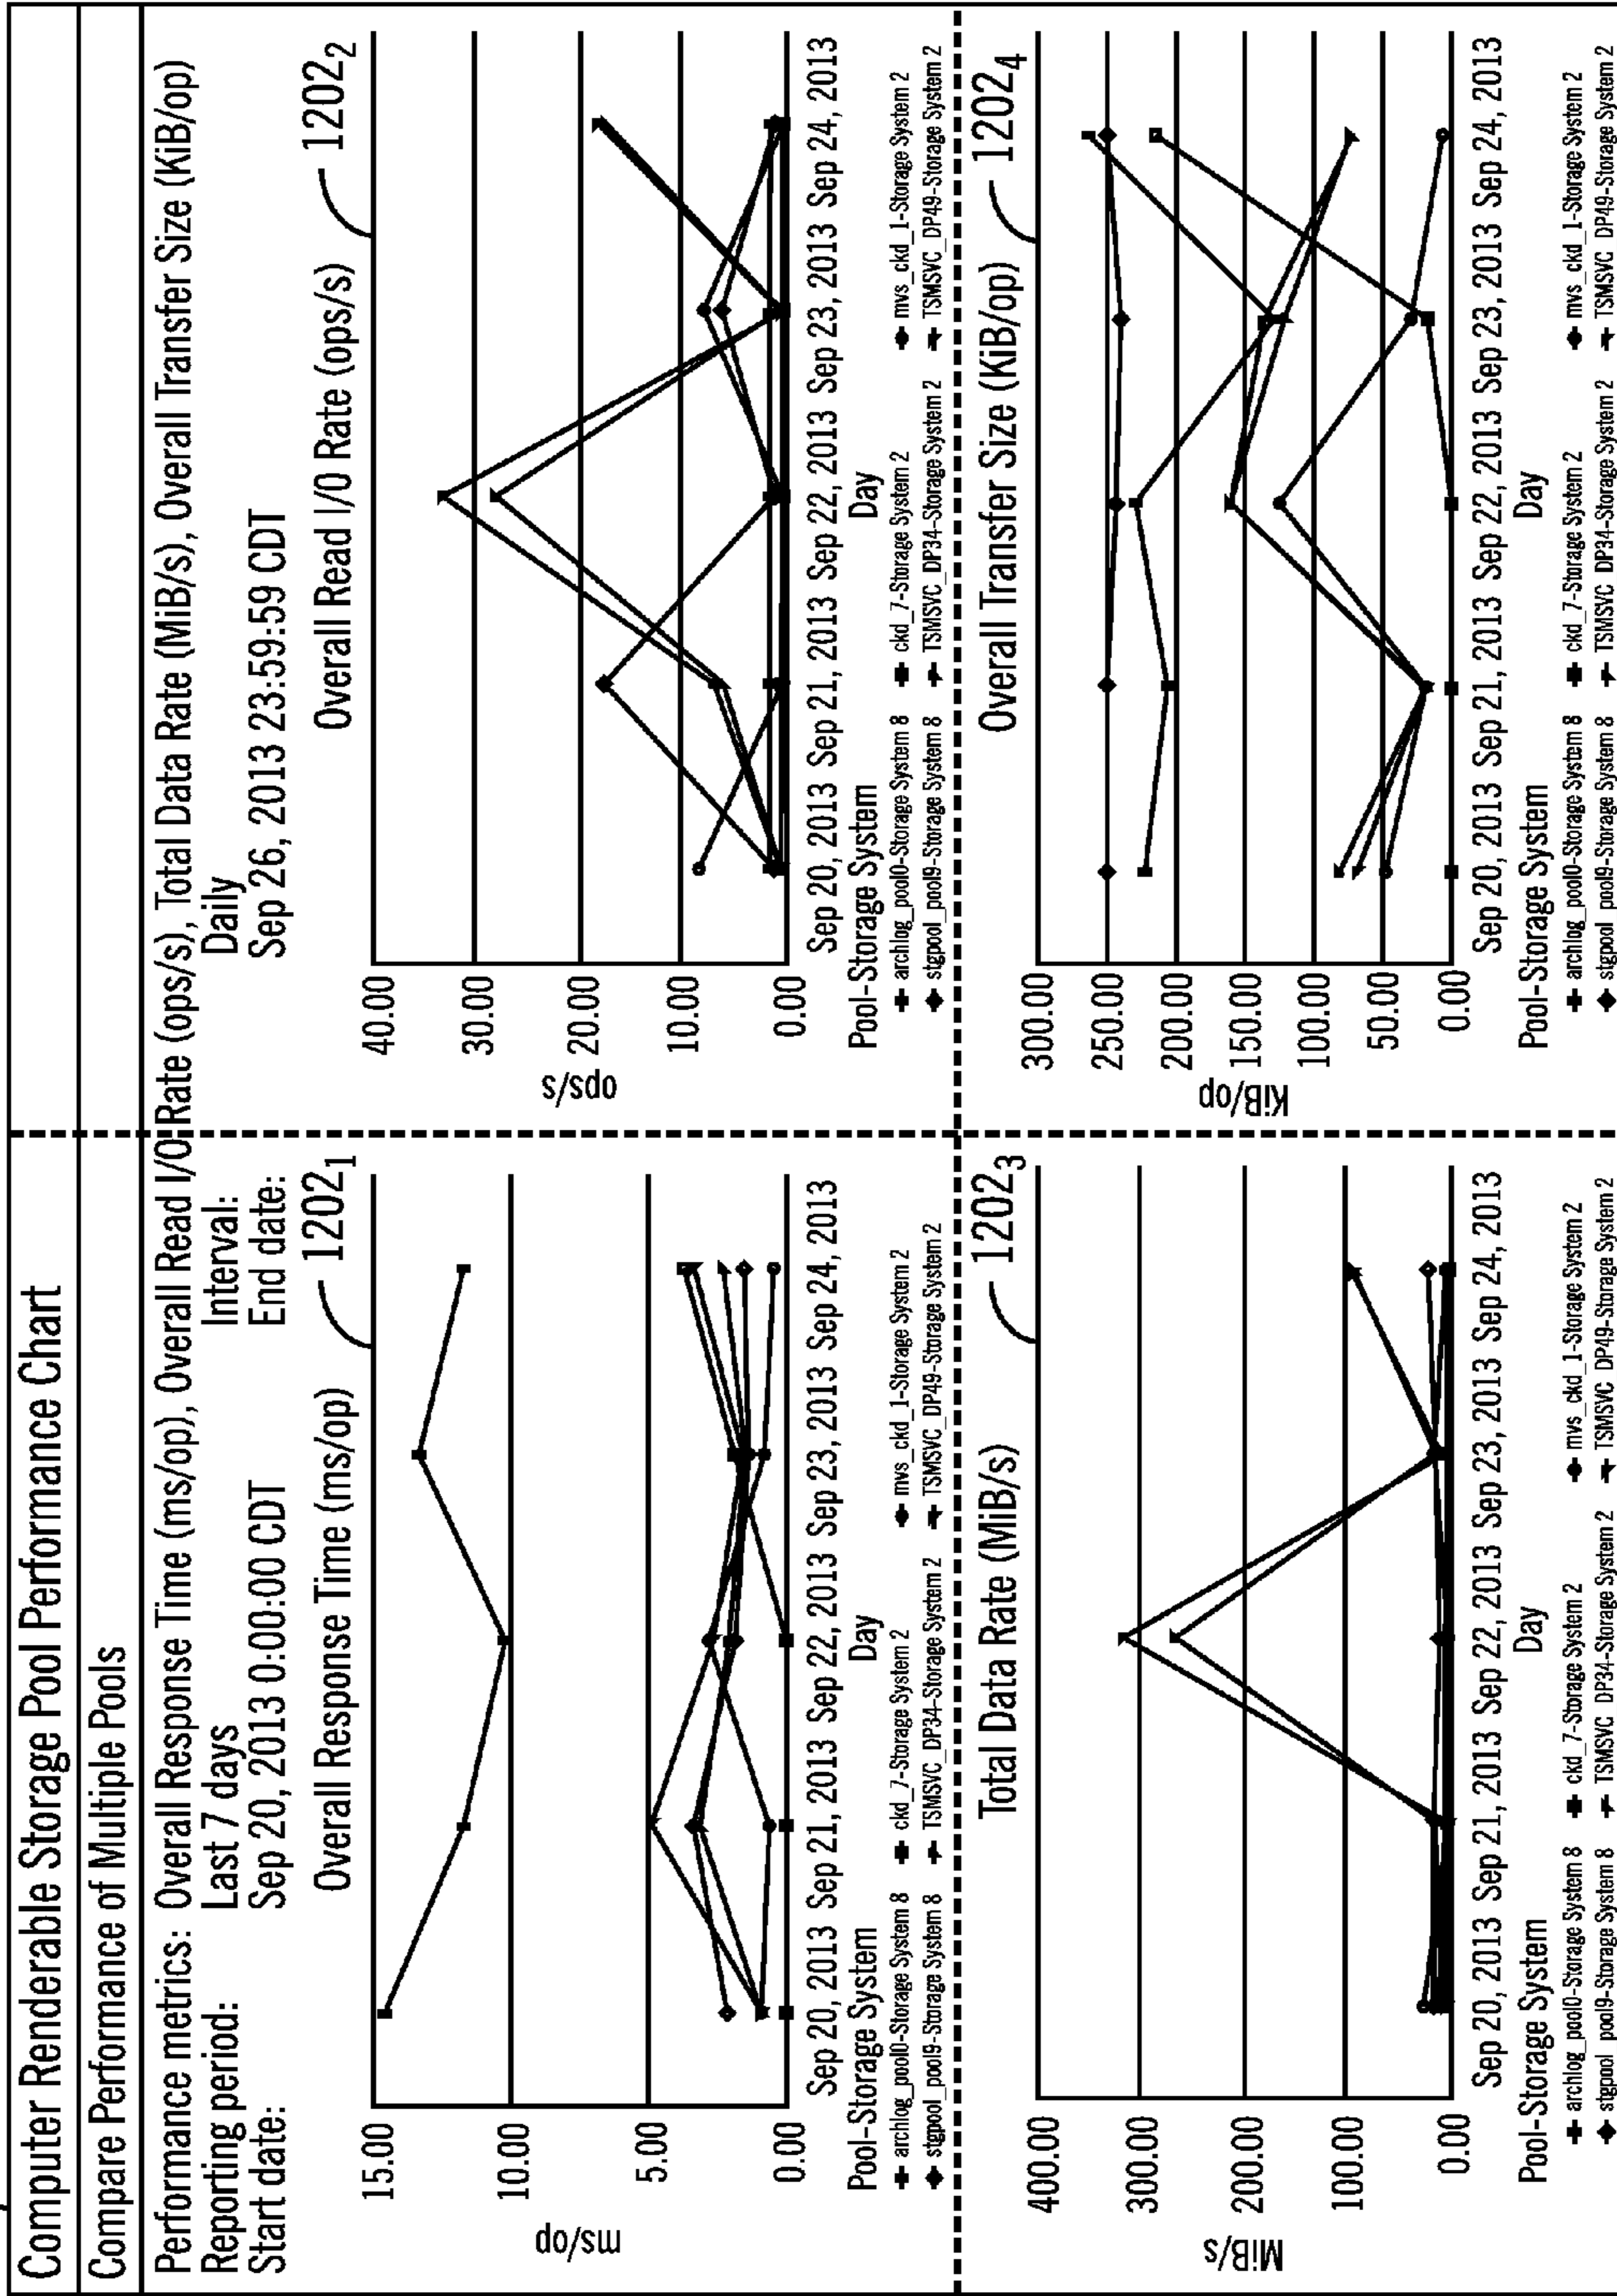 Computer Renderable Storage Pool Performance Chart
Compare Performance of Multiple Pools
Performance metrics: Overall Response Time (ms/op), Overall Read I/O Rate (ops/s), Total Data Rate (MiB/s), Overall Transfer Size (KiB/op)
Reporting period: Last 7 days Interval: Daily
Start date: Sep 20, 2013 0:00:00 CDT End date: Sep 26, 2013 23:59:59 CDT
Overall Response Time (ms/op)
1202₁
15.00
10.00
5.00
0.00
ms/op
Sep 20, 2013 Sep 21, 2013 Sep 22, 2013 Sep 23, 2013 Sep 24, 2013
Pool-Storage System Day
archlog_pool0-Storage System 8 ckd_7-Storage System 2 mvs_ckd_1-Storage System 2
stgpool_pool9-Storage System 8 TSMSVC_DP34-Storage System 2 TSMSVC_DP49-Storage System 2
Overall Read I/O Rate (ops/s)
1202₂
40.00
30.00
20.00
10.00
0.00
ops/s
Sep 20, 2013 Sep 21, 2013 Sep 22, 2013 Sep 23, 2013 Sep 24, 2013
Pool-Storage System Day
archlog_pool0-Storage System 8 ckd_7-Storage System 2 mvs_ckd_1-Storage System 2
stgpool_pool9-Storage System 8 TSMSVC_DP34-Storage System 2 TSMSVC_DP49-Storage System 2
Total Data Rate (MiB/s)
1202₃
400.00
300.00
200.00
100.00
0.00
MiB/s
Sep 20, 2013 Sep 21, 2013 Sep 22, 2013 Sep 23, 2013 Sep 24, 2013
Pool-Storage System Day
archlog_pool0-Storage System 8 ckd_7-Storage System 2 mvs_ckd_1-Storage System 2
stgpool_pool9-Storage System 8 TSMSVC_DP34-Storage System 2 TSMSVC_DP49-Storage System 2
Overall Transfer Size (KiB/op)
1202₄
300.00
250.00
200.00
150.00
100.00
50.00
0.00
KiB/op
Sep 20, 2013 Sep 21, 2013 Sep 22, 2013 Sep 23, 2013 Sep 24, 2013
Pool-Storage System Day
archlog_pool0-Storage System 8 ckd_7-Storage System 2 mvs_ckd_1-Storage System 2
stgpool_pool9-Storage System 8 TSMSVC_DP34-Storage System 2 TSMSVC_DP49-Storage System 2